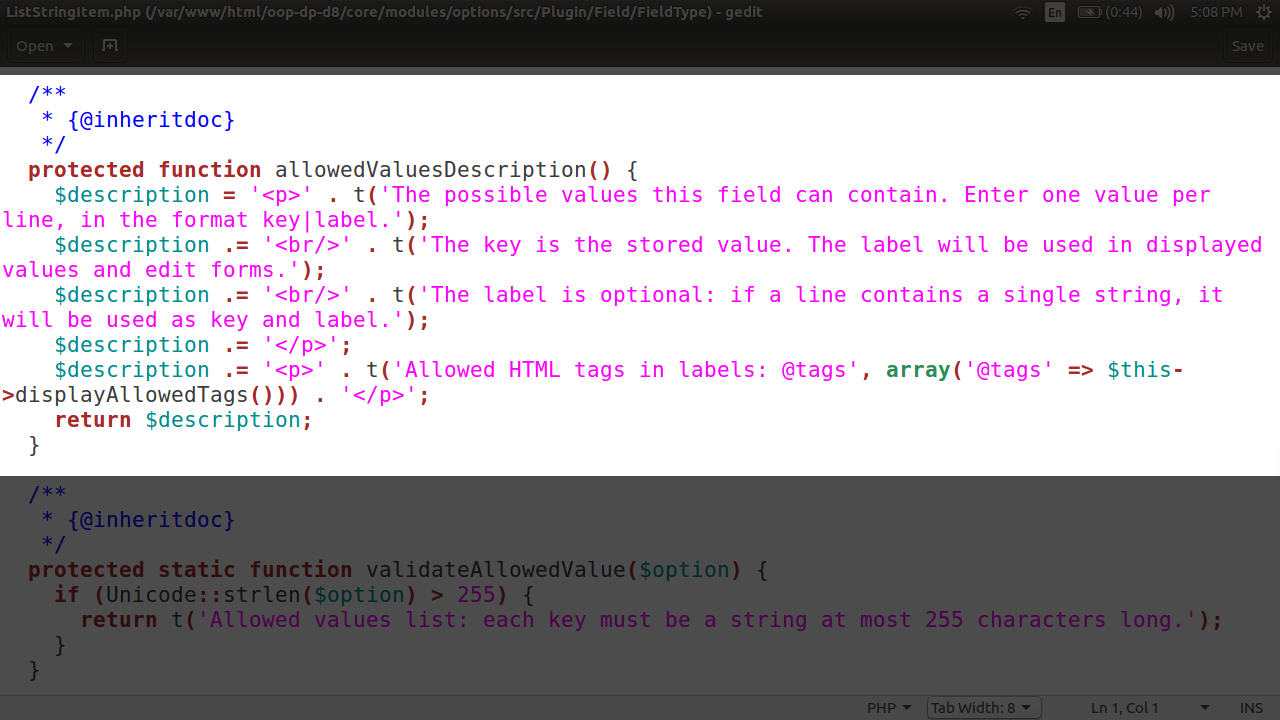 ListStringItem.php (/var/www/html/oop-dp-d8/core/modules/options/src/Plugin/Field/FieldType) - gedit
En (0:44) 5:08 PM
Open Save
/**
 * {@inheritdoc}
 */
protected function allowedValuesDescription() {
$description = '<p>' . t('The possible values this field can contain. Enter one value per
line, in the format key|label.');
$description .= '<br/>' . t('The key is the stored value. The label will be used in displayed
values and edit forms.');
$description .= '<br/>' . t('The label is optional: if a line contains a single string, it
will be used as key and label.');
$description .= '</p>';
$description .= '<p>' . t('Allowed HTML tags in labels: @tags', array('@tags' => $this-
>displayAllowedTags())) . '</p>';
return $description;
}
/**
 * {@inheritdoc}
 */
protected static function validateAllowedValue($option) {
if (Unicode::strlen($option) > 255) {
return t('Allowed values list: each key must be a string at most 255 characters long.');
}
}
PHP Tab Width: 8 Ln 1, Col 1 INS